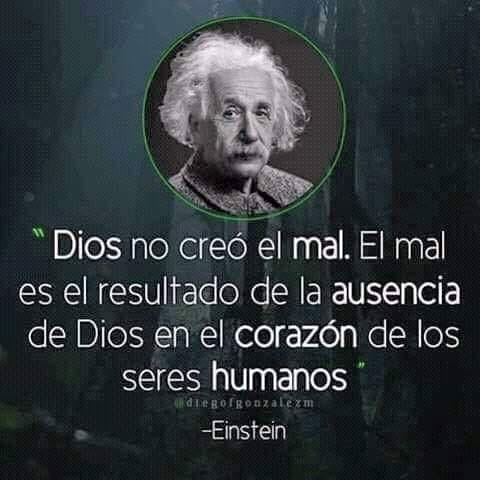 " Dios no creó el mal. El mal
es el resultado de la ausencia
de Dios en el corazón de los
seres humanos "
@diegofgonzalezm
-Einstein